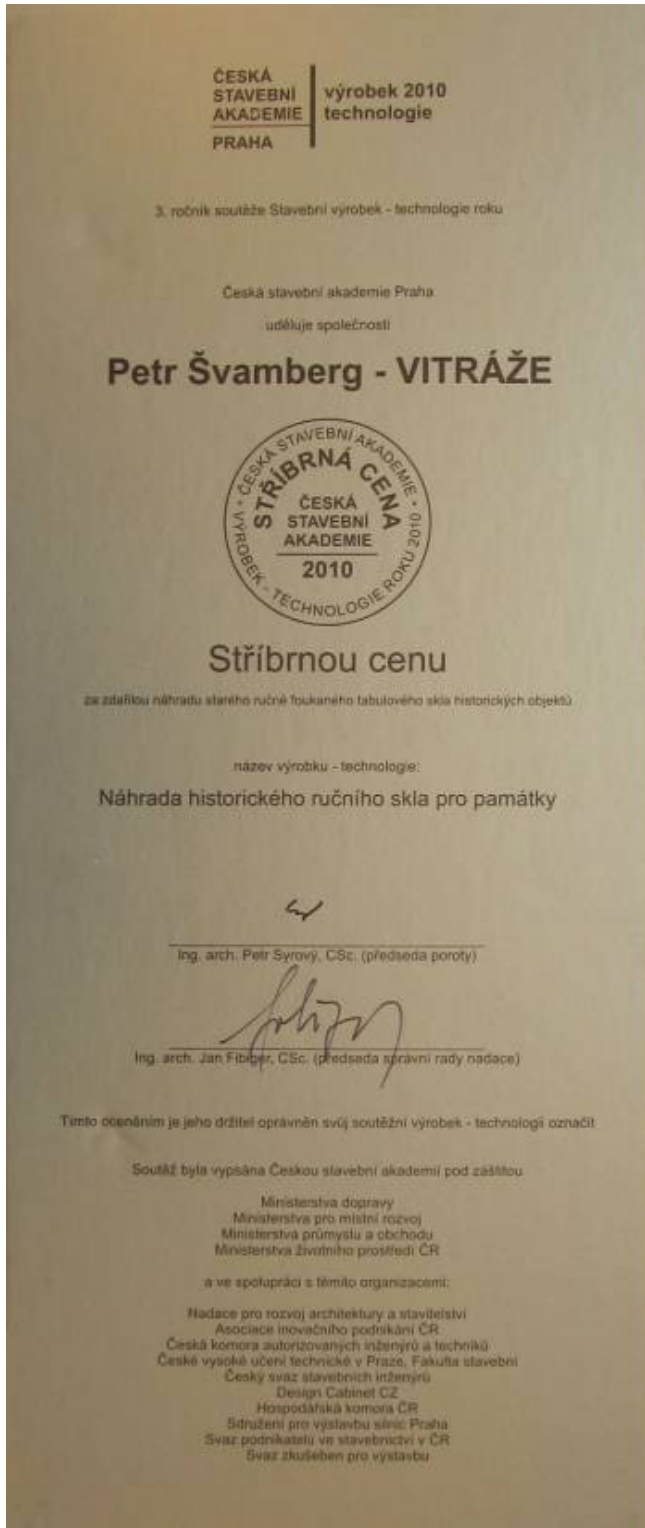 ČESKÁ
STAVEBNÍ
AKADEMIE
PRAHA
výrobek 2010
technologie
3. ročník soutěže Stavební výrobek - technologie roku
Česká stavební akademie Praha
uděluje společnosti
Petr Švamberg - VITRÁŽE
• ČESKÁ STAVEBNÍ AKADEMIE •
VÝROBEK - TECHNOLOGIE ROKU 2010
STŘÍBRNÁ CENA
ČESKÁ
STAVEBNÍ
AKADEMIE
2010
Stříbrnou cenu
za zdařilou náhradu starého ručně foukaného tabulového skla historických objektů
název výrobku - technologie:
Náhrada historického ručního skla pro památky
Ing. arch. Petr Syrový, CSc. (předseda poroty)
Ing. arch. Jan Fibiger, CSc. (předseda správní rady nadace)
Tímto oceněním je jeho držitel oprávněn svůj soutěžní výrobek - technologii označit
Soutěž byla vypsána Českou stavební akademií pod záštitou
Ministerstva dopravy
Ministerstva pro místní rozvoj
Ministerstva průmyslu a obchodu
Ministerstva životního prostředí ČR
a ve spolupráci s těmito organizacemi:
Nadace pro rozvoj architektury a stavitelství
Asociace inovačního podnikání ČR
Česká komora autorizovaných inženýrů a techniků
České vysoké učení technické v Praze, Fakulta stavební
Český svaz stavebních inženýrů
Design Cabinet CZ
Hospodářská komora ČR
Sdružení pro výstavbu silnic Praha
Svaz podnikatelů ve stavebnictví v ČR
Svaz zkušeben pro výstavbu